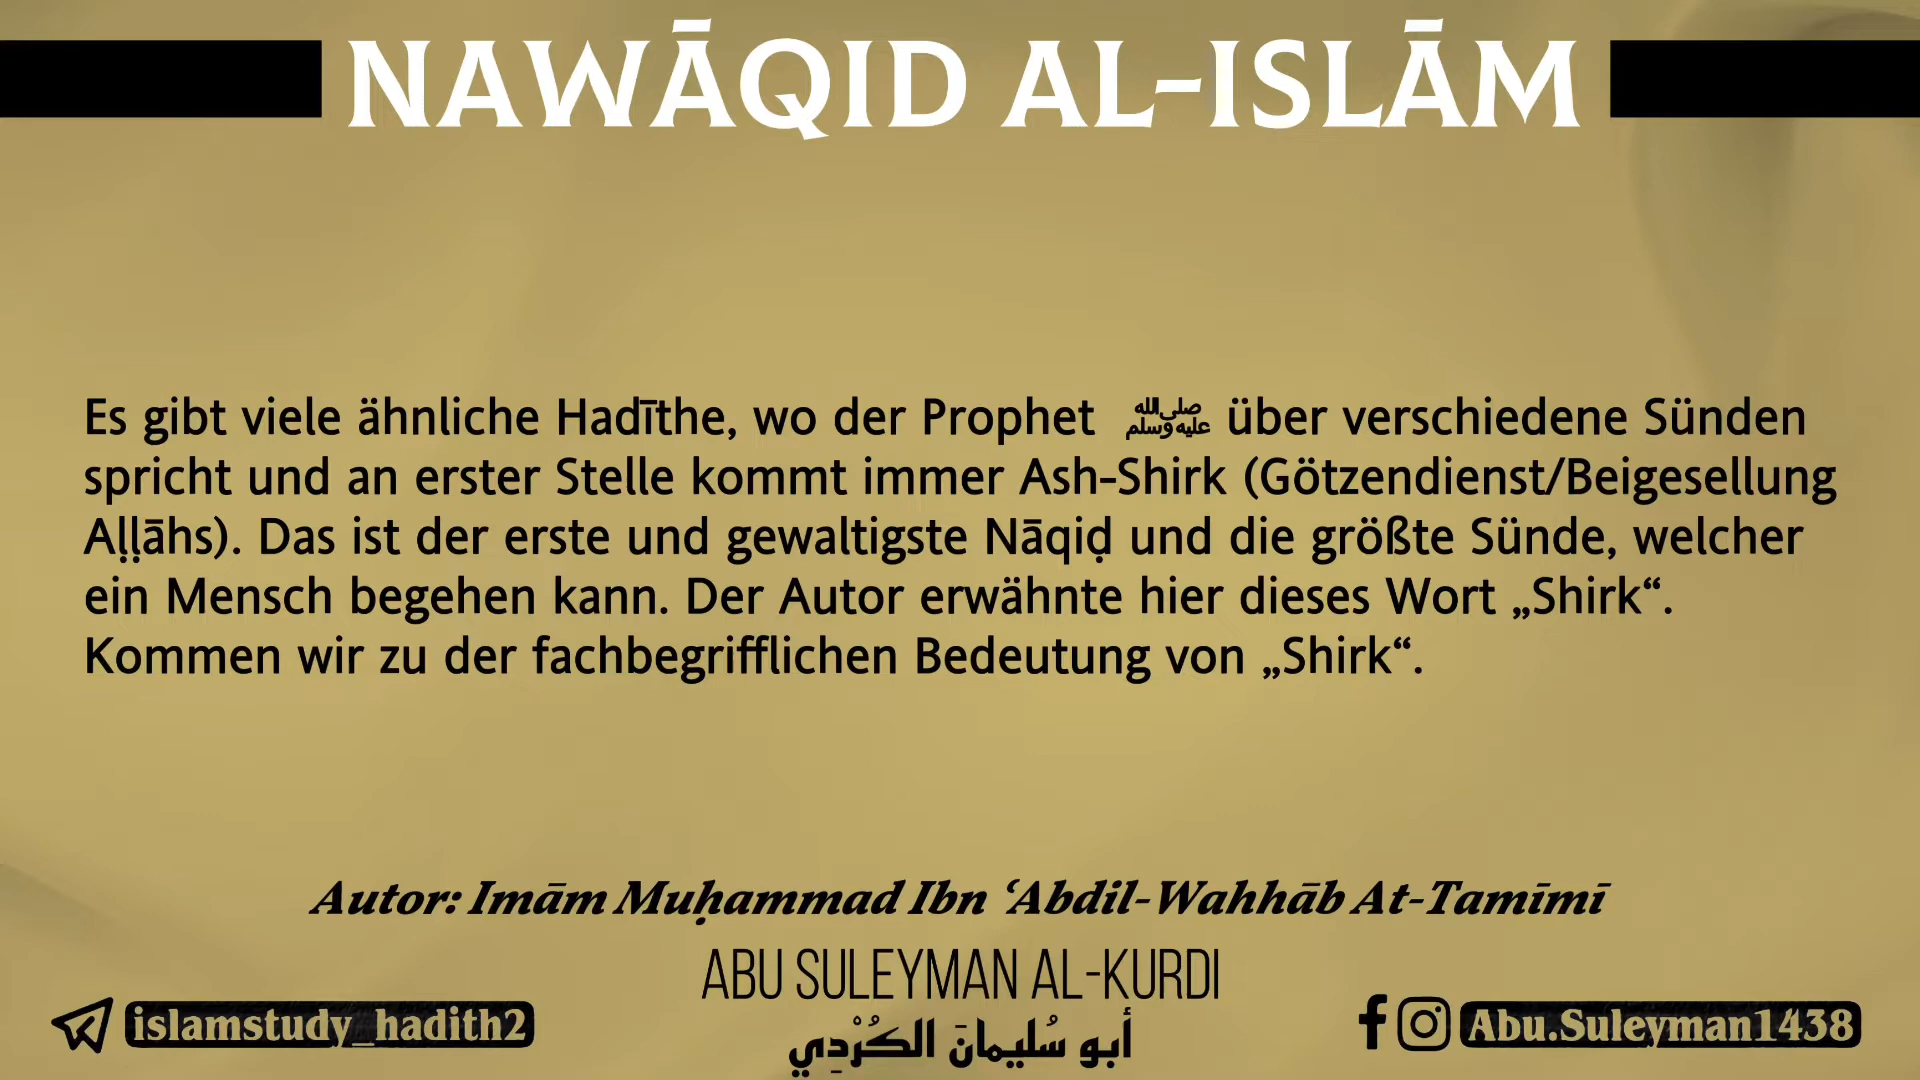 NAWĀQID AL-ISLĀM
Es gibt viele ähnliche Hadīthe, wo der Prophet ﷺ über verschiedene Sünden
spricht und an erster Stelle kommt immer Ash-Shirk (Götzendienst/Beigesellung
Aḷḷāhs). Das ist der erste und gewaltigste Nāqiḍ und die größte Sünde, welcher
ein Mensch begehen kann. Der Autor erwähnte hier dieses Wort „Shirk“.
Kommen wir zu der fachbegrifflichen Bedeutung von „Shirk“.
Autor: Imām Muḥammad Ibn ‘Abdil-Wahhāb At-Tamīmī
ABU SULEYMAN AL-KURDI
أبو سُليمانَ الكُرْدِي
islamstudy_hadith2
Abu.Suleyman1438